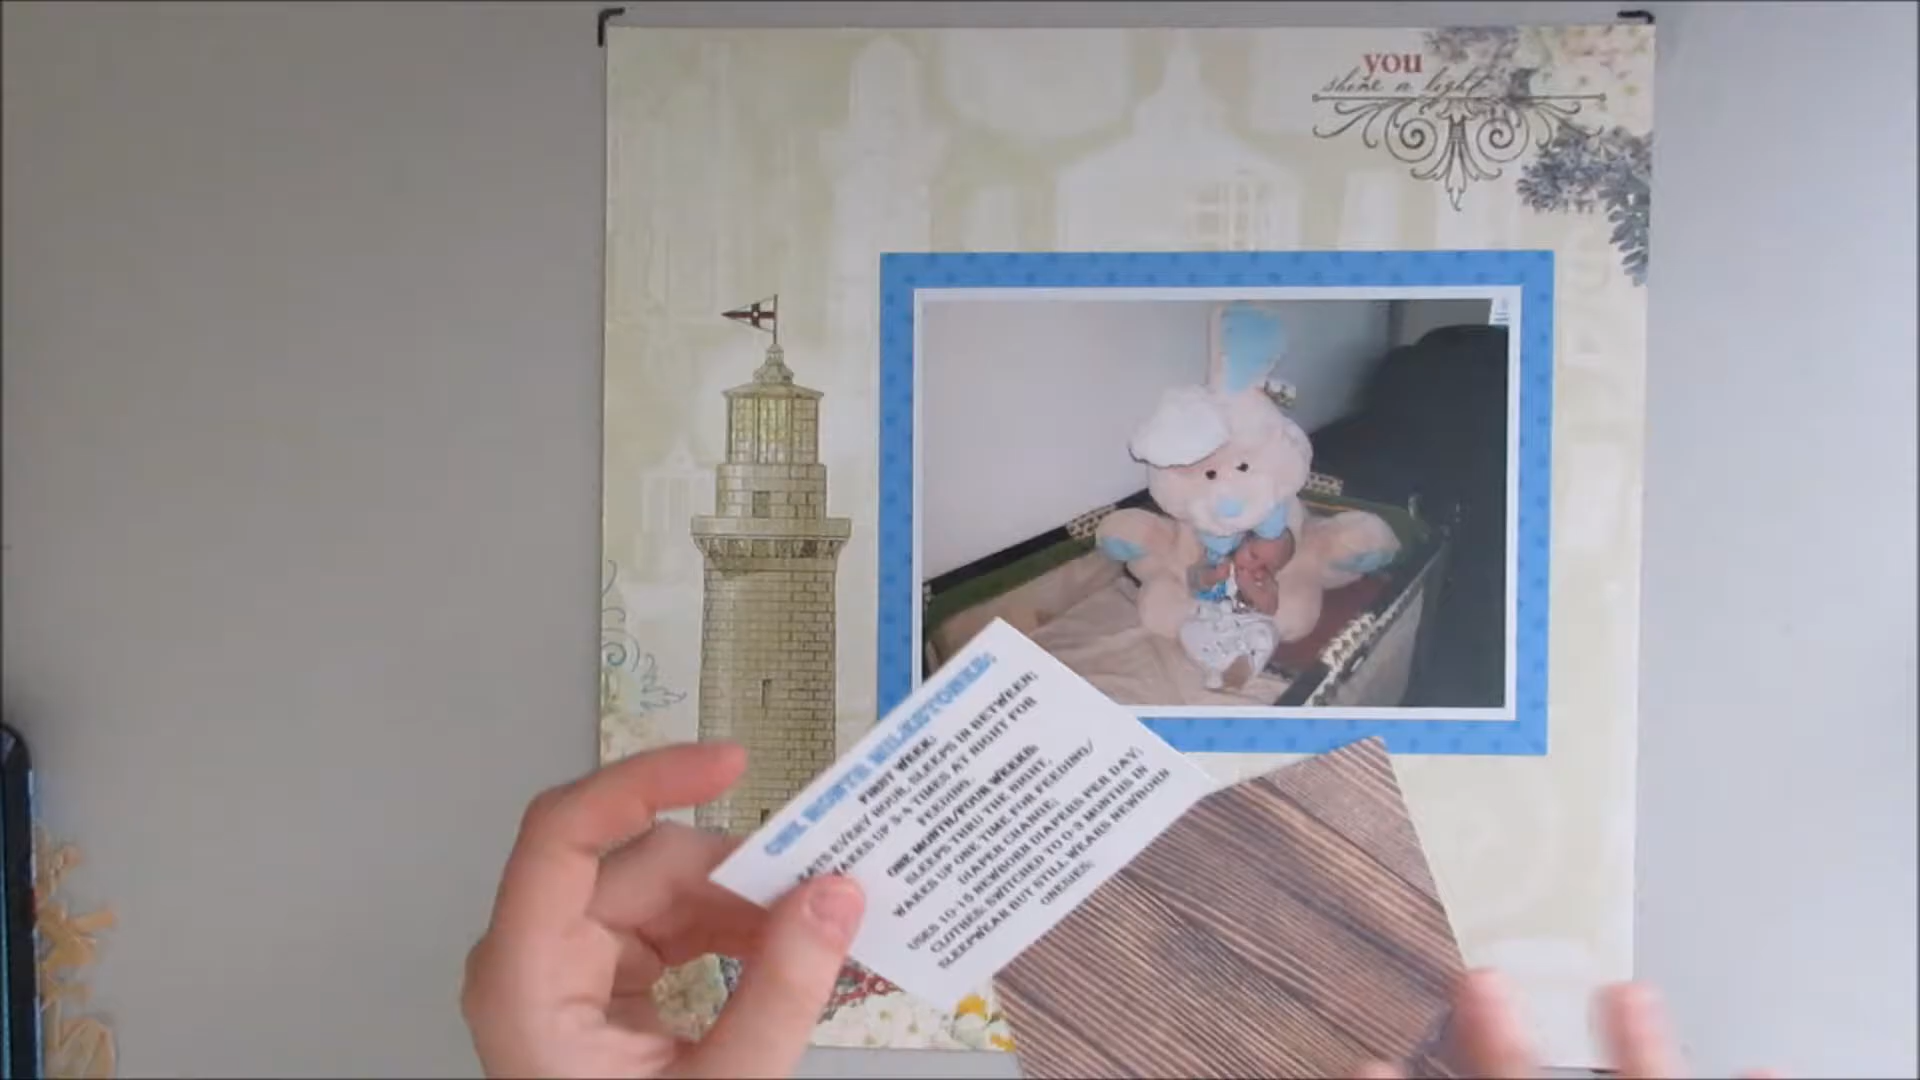 you
shine a light
ONE MONTH MILESTONES:
FIRST WEEK:
EATS EVERY HOUR, SLEEPS IN BETWEEN;
WAKES UP 3-4 TIMES AT NIGHT FOR
FEEDING.
ONE MONTH/FOUR WEEKS:
SLEEPS THRU THE NIGHT,
WAKES UP ONE TIME FOR FEEDING/
DIAPER CHANGE;
USES 10-15 NEWBORN DIAPERS PER DAY;
CLOTHES: SWITCHED TO 0-3 MONTHS IN
SLEEPWEAR BUT STILL WEARS NEWBORN
ONESIES;